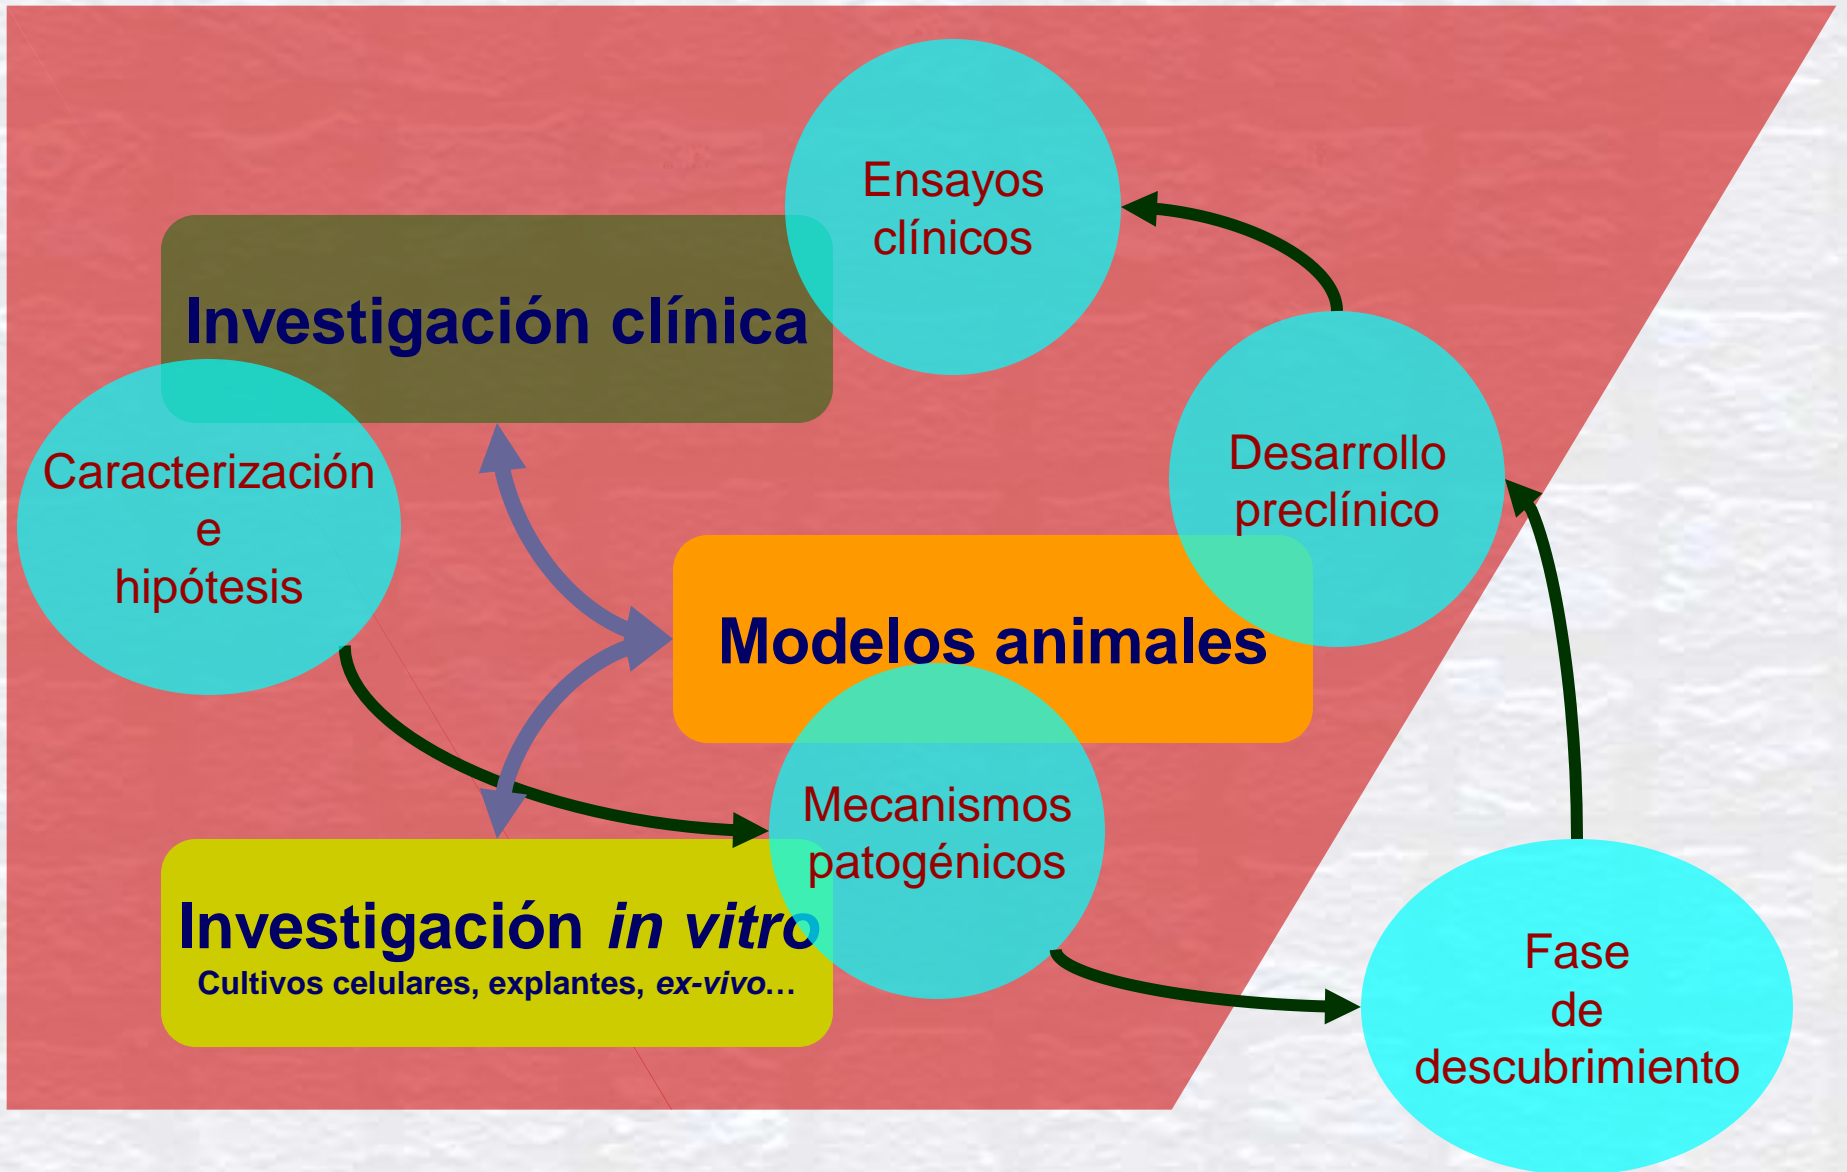 Ensayos
clínicos
Investigación clínica
Caracterización
e
hipótesis
Desarrollo
preclínico
Modelos animales
Mecanismos
patogénicos
Investigación in vitro
Cultivos celulares, explantes, ex-vivo…
Fase
de
descubrimiento